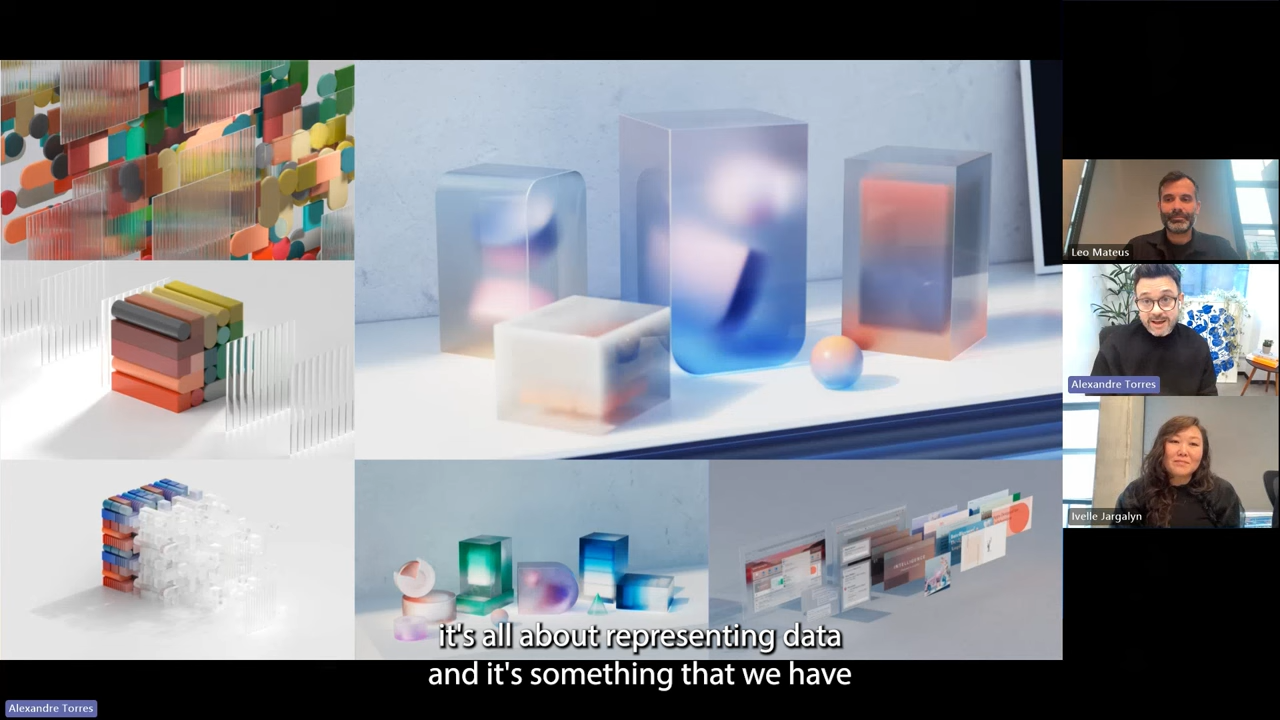 Leo Mateus
Alexandre Torres
Ivelle Jargalyn
it's all about representing data
and it's something that we have
Alexandre Torres